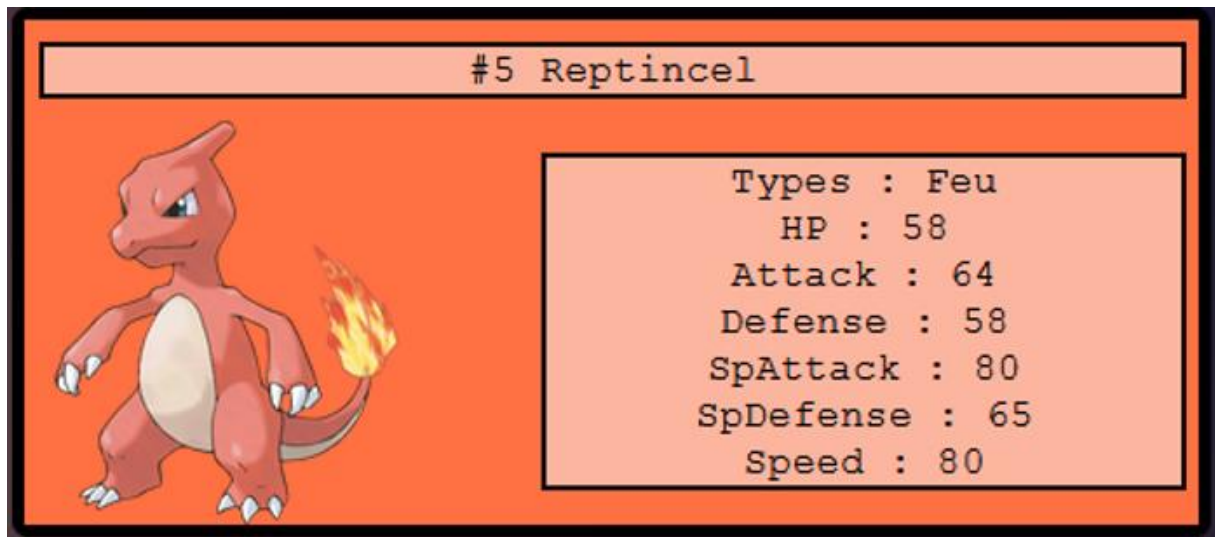 #5 Reptincel
Types : Feu
HP : 58
Attack : 64
Defense : 58
SpAttack : 80
SpDefense : 65
Speed : 80